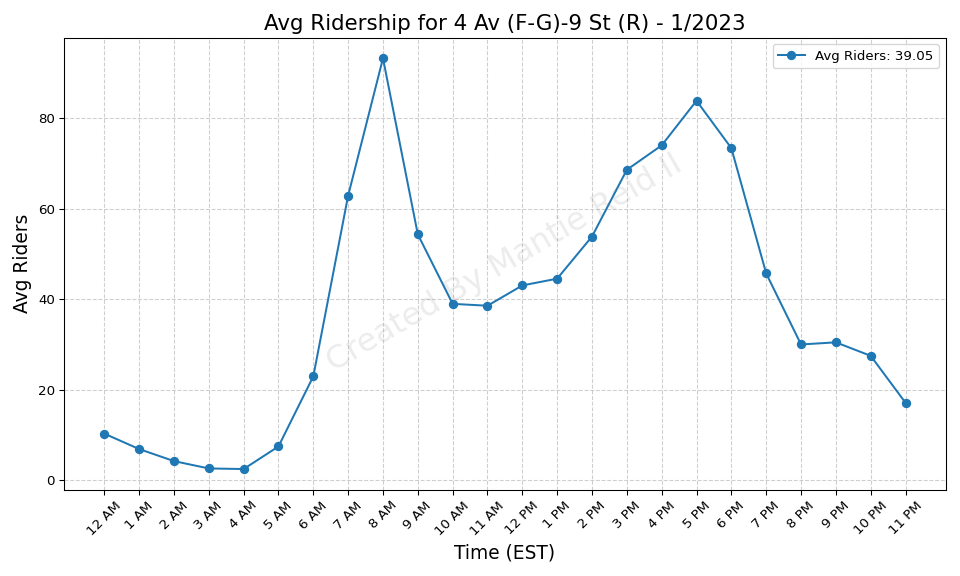 Avg Ridership for 4 Av (F-G)-9 St (R) - 1/2023
Avg Riders: 39.05
Avg Riders
80
60
40
20
0
Created By Mantie Reid II
12 AM 1 AM 2 AM 3 AM 4 AM 5 AM 6 AM 7 AM 8 AM 9 AM 10 AM 11 AM 12 PM 1 PM 2 PM 3 PM 4 PM 5 PM 6 PM 7 PM 8 PM 9 PM 10 PM 11 PM
Time (EST)